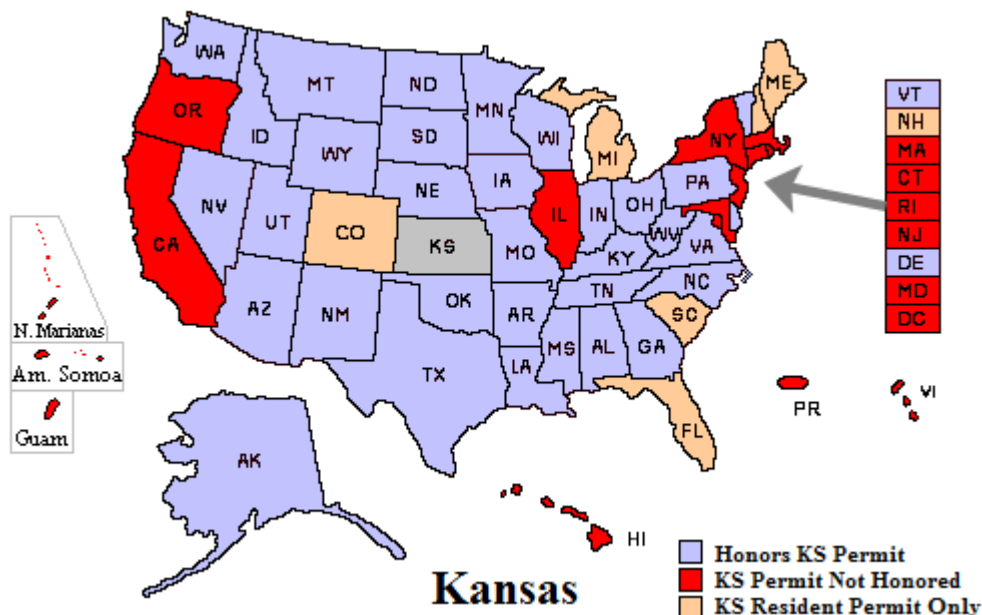 WA
MT
ND
MN
OR
ID
WY
SD
WI
MI
NY
ME
NV
UT
CO
NE
KS
IA
IL
IN
OH
PA
CA
AZ
NM
OK
MO
KY
WV
VA
TX
AR
TN
NC
LA
MS
AL
GA
SC
FL
AK
HI
VT
NH
MA
CT
RI
NJ
DE
MD
DC
N. Marianas
Am. Somoa
Guam
PR
VI
Kansas
Honors KS Permit
KS Permit Not Honored
KS Resident Permit Only